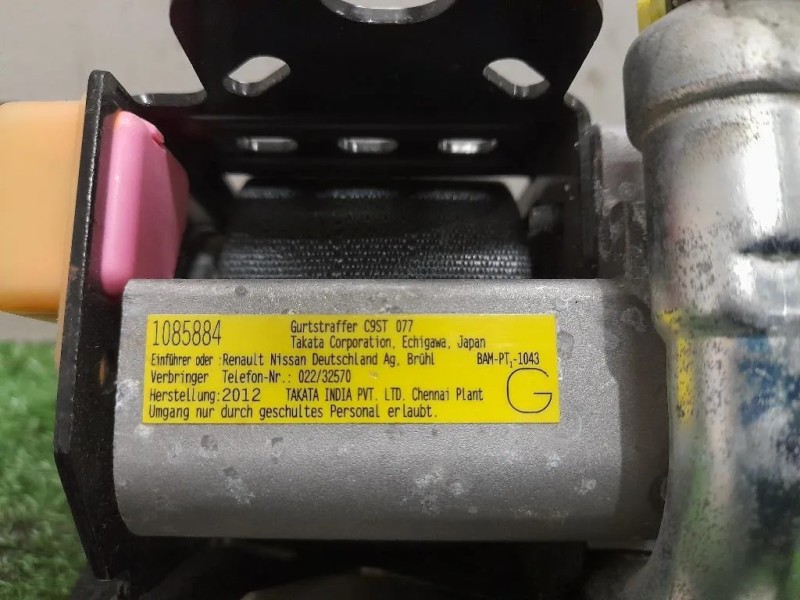 1085884 Gurtstraffer C9ST 077
Takata Corporation, Echigawa, Japan
Einführer oder :Renault Nissan Deutschland Ag, Brühl BAM-PT₁-1043
Verbringer Telefon-Nr.: 022/32570
Herstellung:2012 TAKATA INDIA PVT. LTD. Chennai Plant
G
Umgang nur durch geschultes Personal erlaubt.